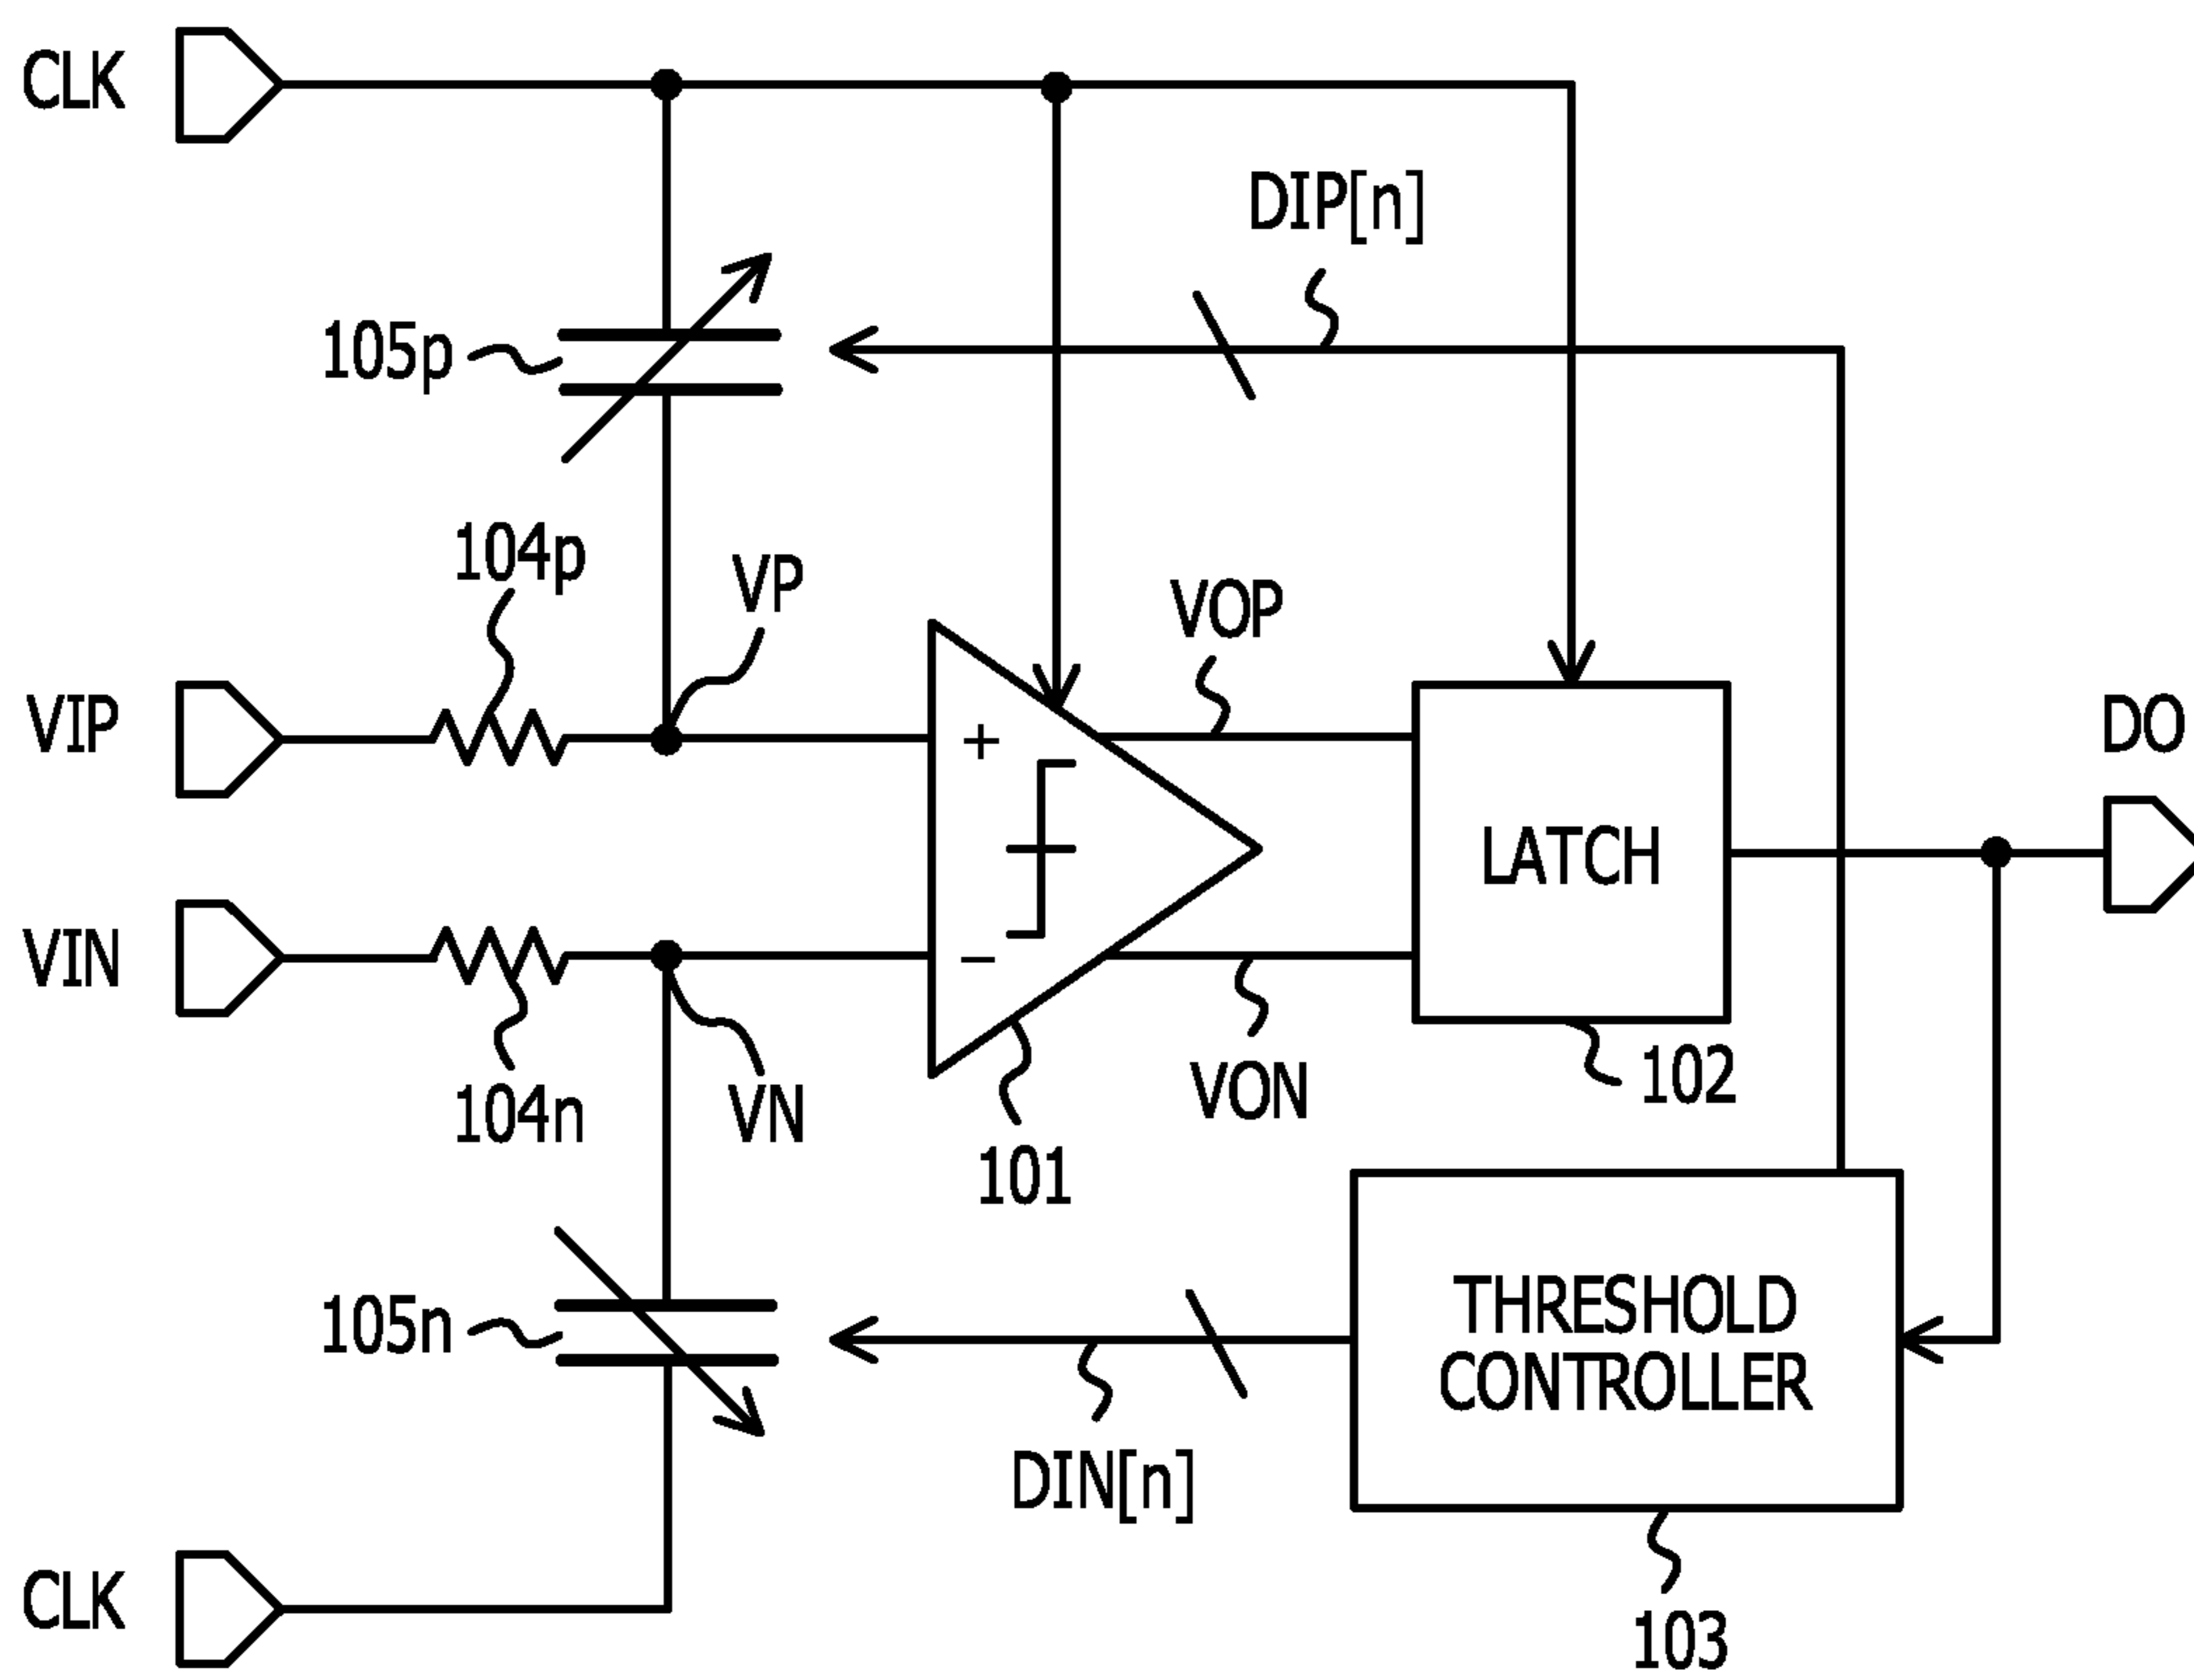 CLK
DIP[n]
105p
104p
VP
VOP
VIP
DO
+
LATCH
VIN
−
104n
VN
VON
102
101
105n
THRESHOLD
CONTROLLER
DIN[n]
CLK
103